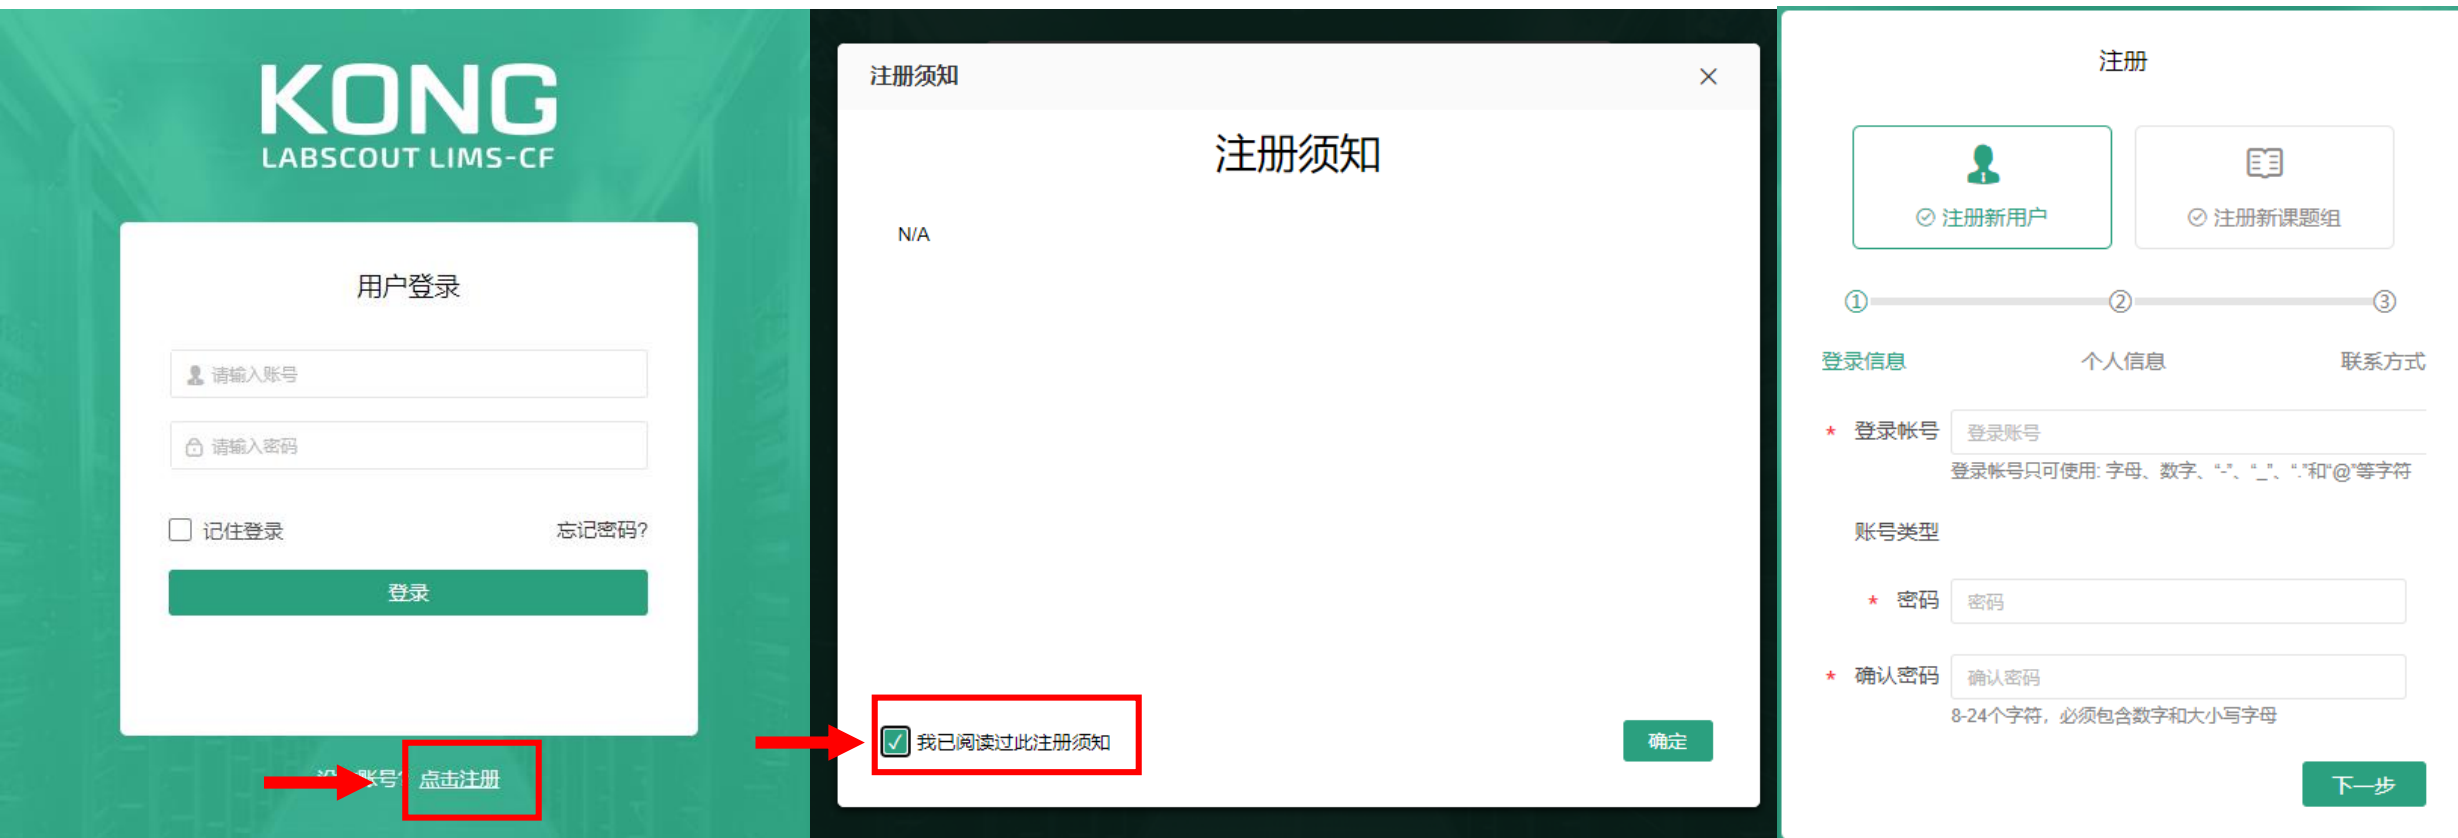 KONG
LABSCOUT LIMS-CF
用户登录
请输入账号
请输入密码
记住登录
忘记密码?
登录
账号? 点击注册
注册须知
注册须知
N/A
我已阅读过此注册须知
确定
注册
注册新用户
注册新课题组
① ② ③
登录信息 个人信息 联系方式
* 登录帐号 登录账号
登录帐号只可使用: 字母、数字、“-”、“_”、“.”和“@”等字符
账号类型
* 密码 密码
* 确认密码 确认密码
8-24个字符，必须包含数字和大小写字母
下一步